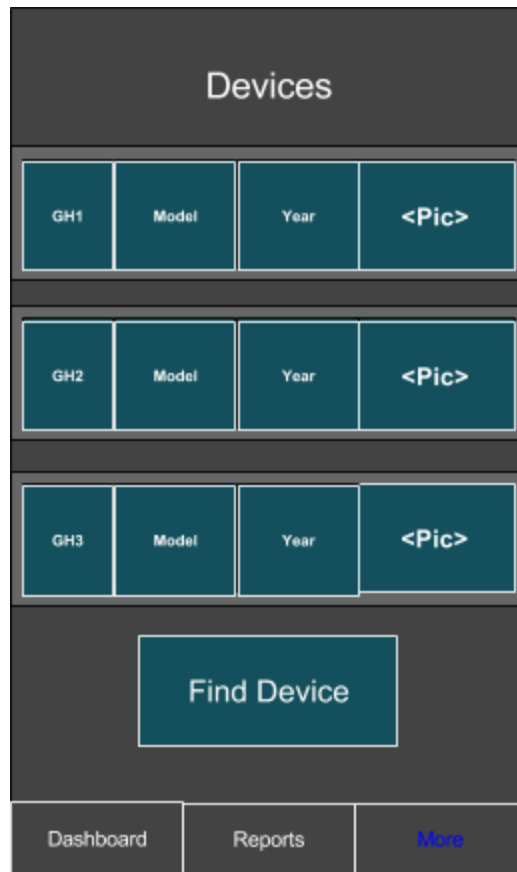 Devices
GH1 Model Year <Pic>
GH2 Model Year <Pic>
GH3 Model Year <Pic>
Find Device
Dashboard Reports More